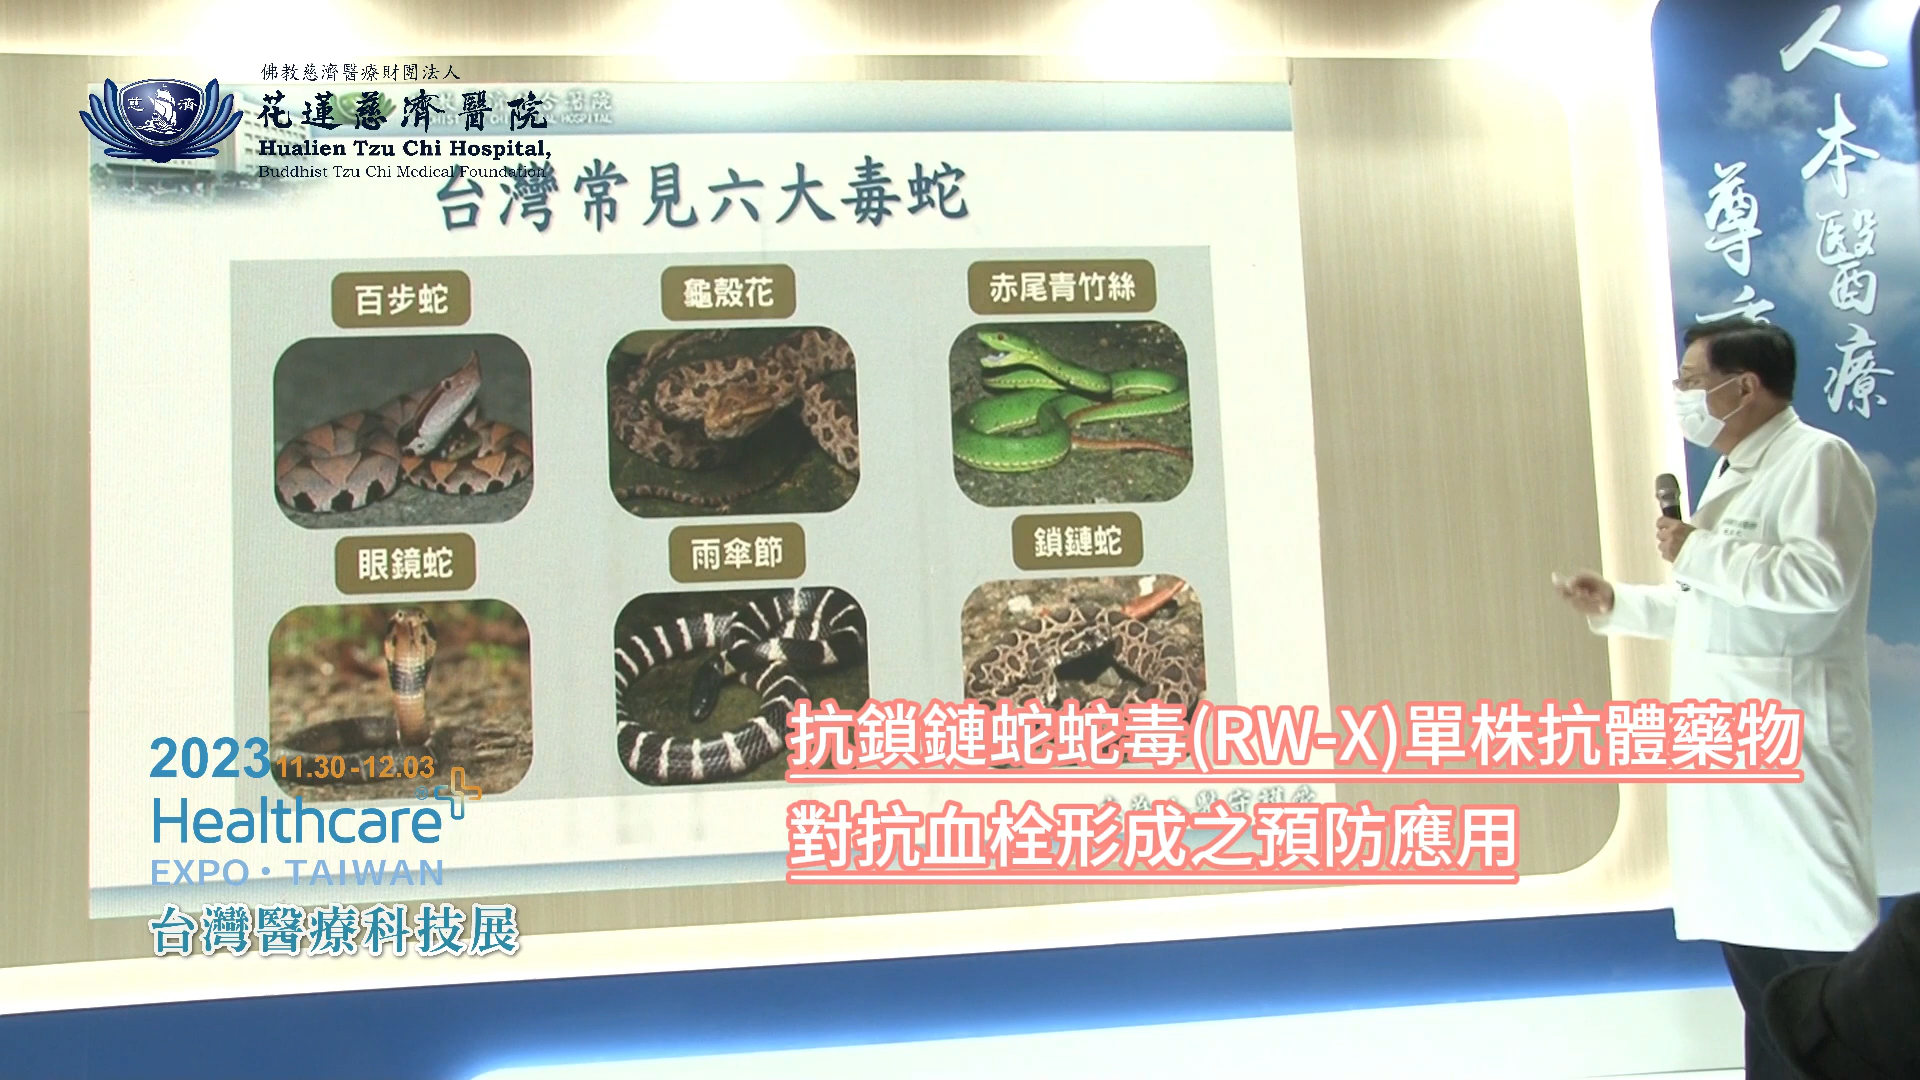 佛教慈濟醫療財團法人
花蓮慈濟醫院
Hualien Tzu Chi Hospital,
Buddhist Tzu Chi Medical Foundation
台灣常見六大毒蛇
百步蛇
龜殼花
赤尾青竹絲
眼鏡蛇
雨傘節
鎖鏈蛇
人本醫療
尊
抗鎖鏈蛇蛇毒(RW-X)單株抗體藥物
對抗血栓形成之預防應用
2023 11.30-12.03
Healthcare+
EXPO·TAIWAN
台灣醫療科技展